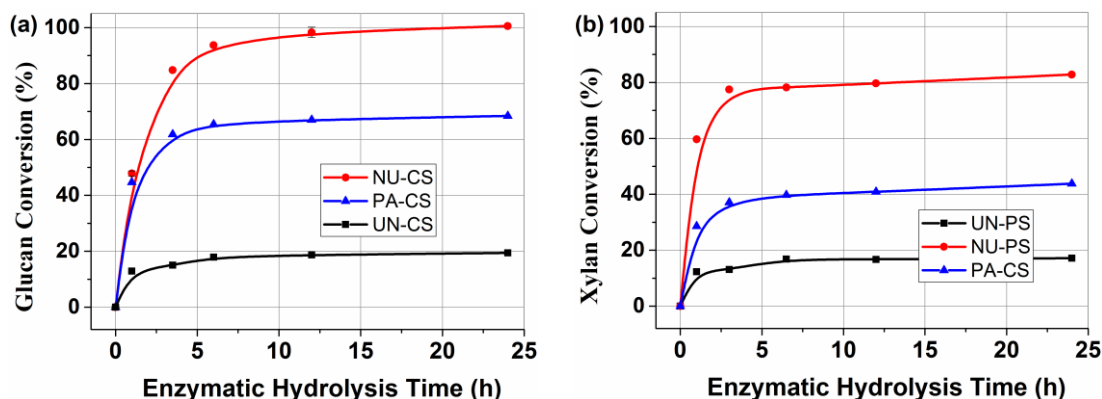 (a)
Glucan Conversion (%)
100
80
60
40
20
0
NU-CS
PA-CS
UN-CS
0 5 10 15 20 25
Enzymatic Hydrolysis Time (h)
(b)
Xylan Conversion (%)
100
80
60
40
20
0
UN-PS
NU-PS
PA-CS
0 5 10 15 20 25
Enzymatic Hydrolysis Time (h)